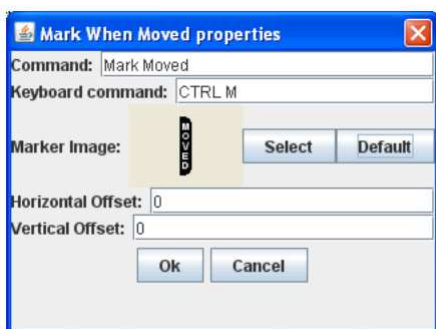 Mark When Moved properties
Command: Mark Moved
Keyboard command: CTRL M
Marker Image: MOVED Select Default
Horizontal Offset: 0
Vertical Offset: 0
Ok Cancel